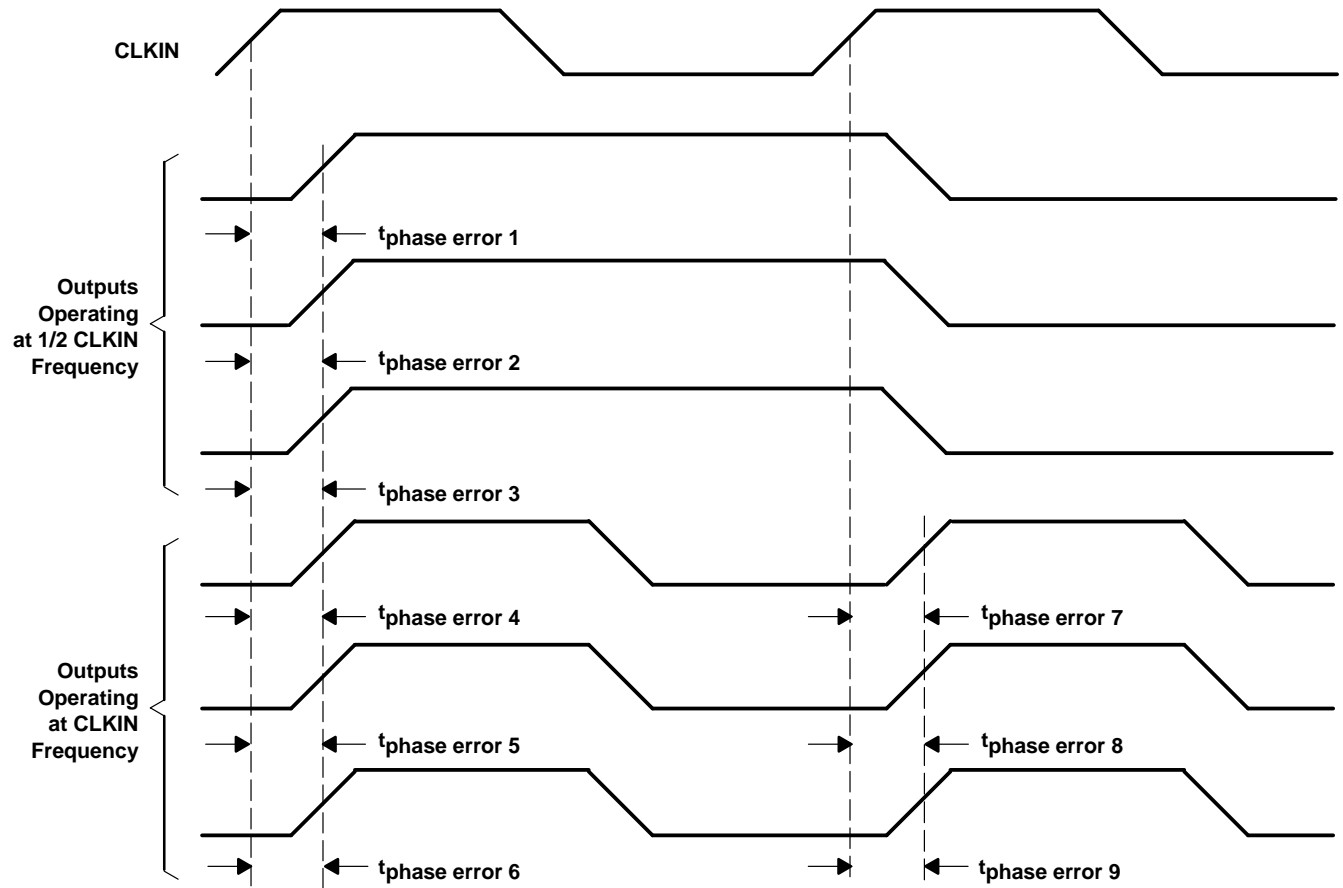 CLKIN
Outputs
Operating
at 1/2 CLKIN
Frequency
tphase error 1
tphase error 2
tphase error 3
Outputs
Operating
at CLKIN
Frequency
tphase error 4
tphase error 7
tphase error 5
tphase error 8
tphase error 6
tphase error 9